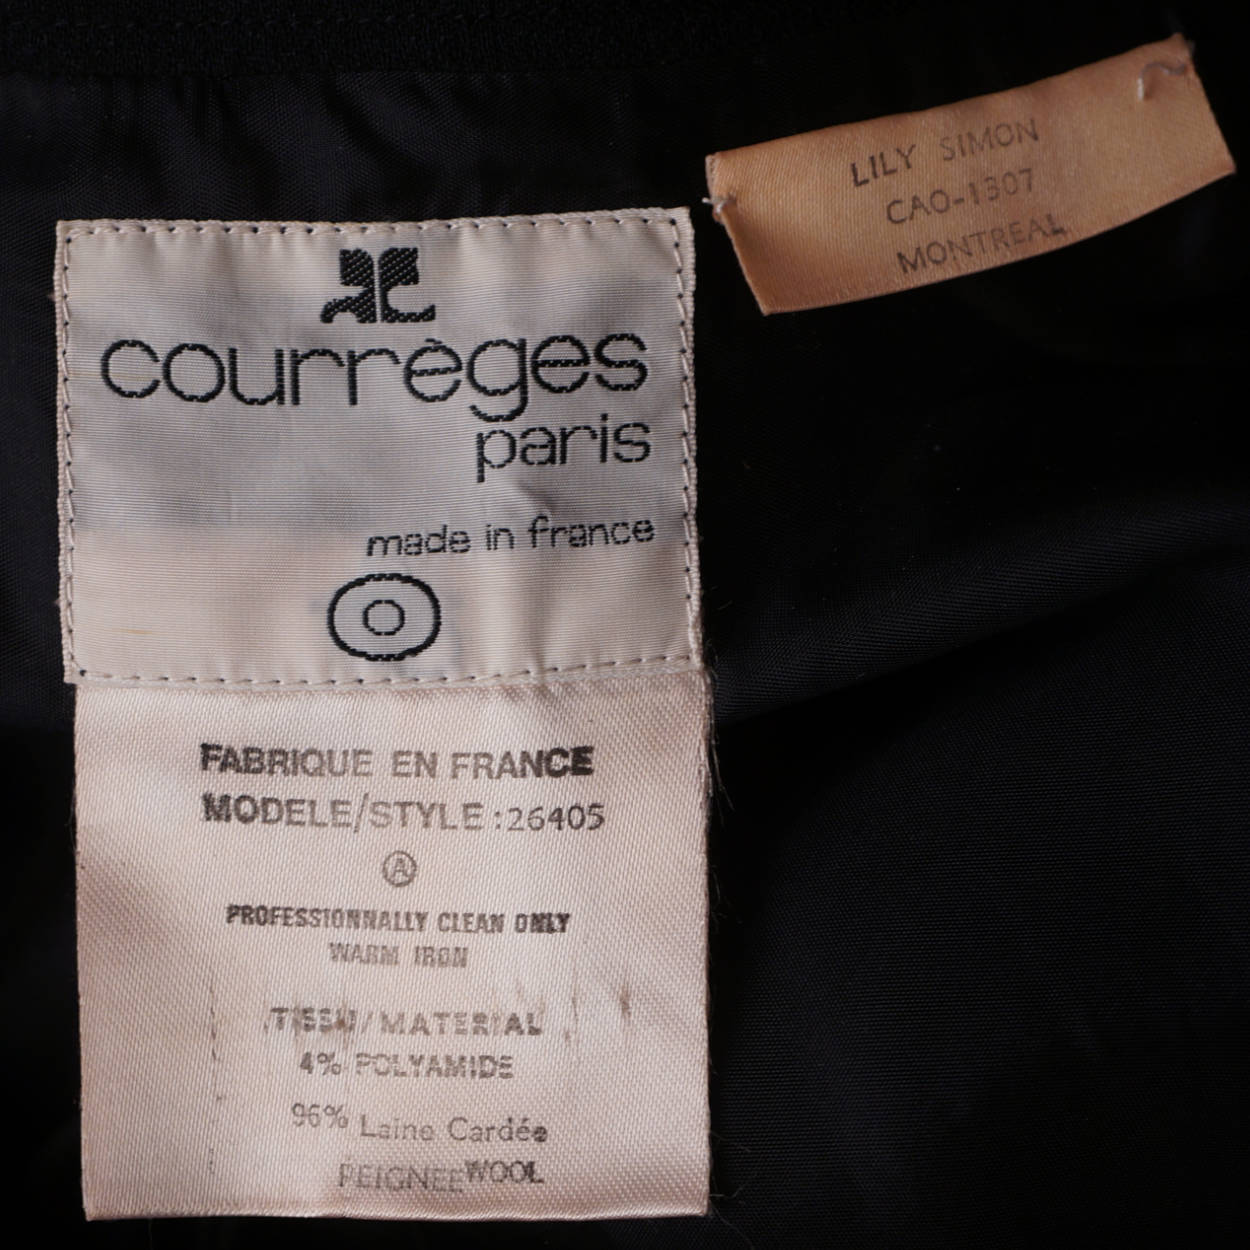 courrèges
paris
made in france
O
FABRIQUE EN FRANCE
MODELE/STYLE:26405
Ⓐ
PROFESSIONNALLY CLEAN ONLY
WARM IRON
TISSU/MATERIAL
4% POLYAMIDE
96% Laine Cardée
PEIGNEE WOOL
LILY SIMON
CAO-1307
MONTREAL